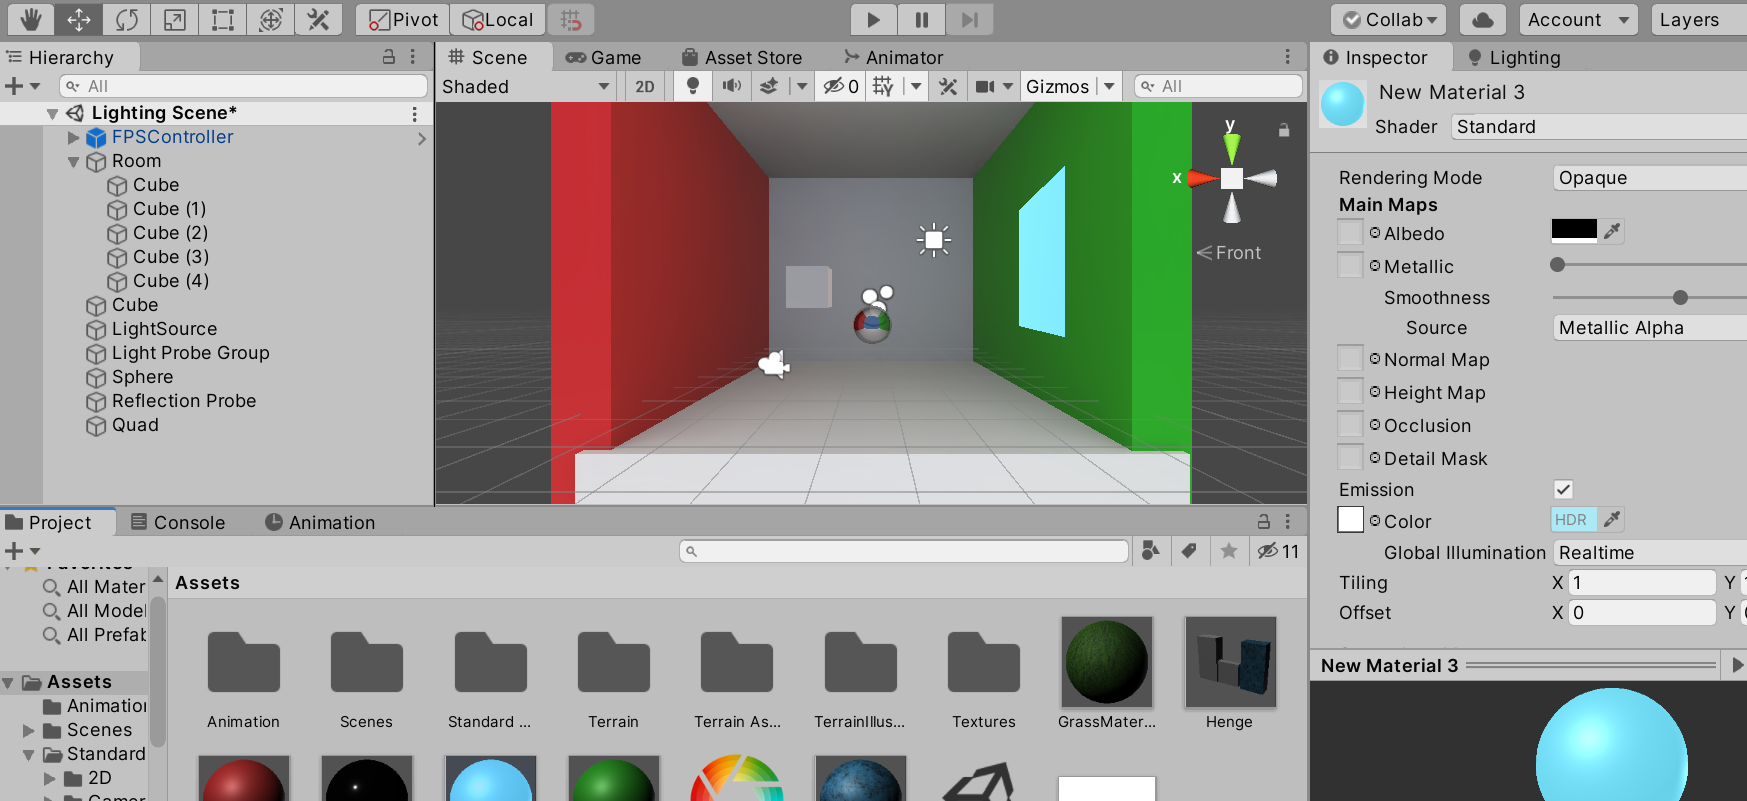 Pivot Local Collab Account Layers
Hierarchy
All
Lighting Scene*
FPSController
Room
Cube
Cube (1)
Cube (2)
Cube (3)
Cube (4)
Cube
LightSource
Light Probe Group
Sphere
Reflection Probe
Quad
Scene Game Asset Store Animator
Shaded 2D 0 Gizmos All
y
x
Front
Inspector Lighting
New Material 3
Shader Standard
Rendering Mode Opaque
Main Maps
Albedo
Metallic
Smoothness
Source Metallic Alpha
Normal Map
Height Map
Occlusion
Detail Mask
Emission
Color HDR
Global Illumination Realtime
Tiling X 1 Y
Offset X 0 Y
New Material 3
Project Console Animation
11
Favorites
All Mater
All Model
All Prefab
Assets
Animation
Scenes
Standard
2D
Assets
Animation Scenes Standard ... Terrain Terrain As... TerrainIllus... Textures GrassMater... Henge